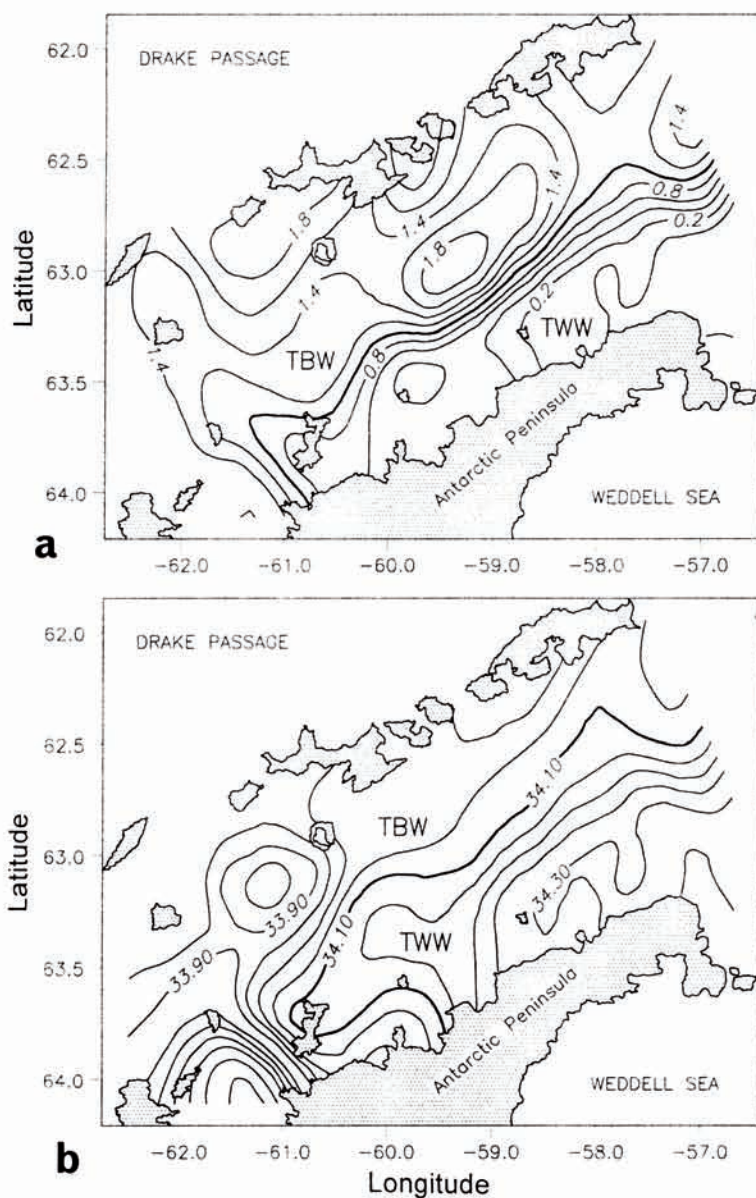 62.0
DRAKE PASSAGE
1.4
62.5
1.8
1.4
1.4
0.8
0.2
63.0
1.8
1.4
0.2
TWW
TBW
0.8
1.4
63.5
Antarctic Peninsula
64.0
WEDDELL SEA
Latitude
a
-62.0 -61.0 -60.0 -59.0 -58.0 -57.0
62.0
DRAKE PASSAGE
62.5
34.10
TBW
63.0
33.90
34.30
34.10
TWW
33.90
63.5
Antarctic Peninsula
64.0
WEDDELL SEA
Latitude
b
-62.0 -61.0 -60.0 -59.0 -58.0 -57.0
Longitude